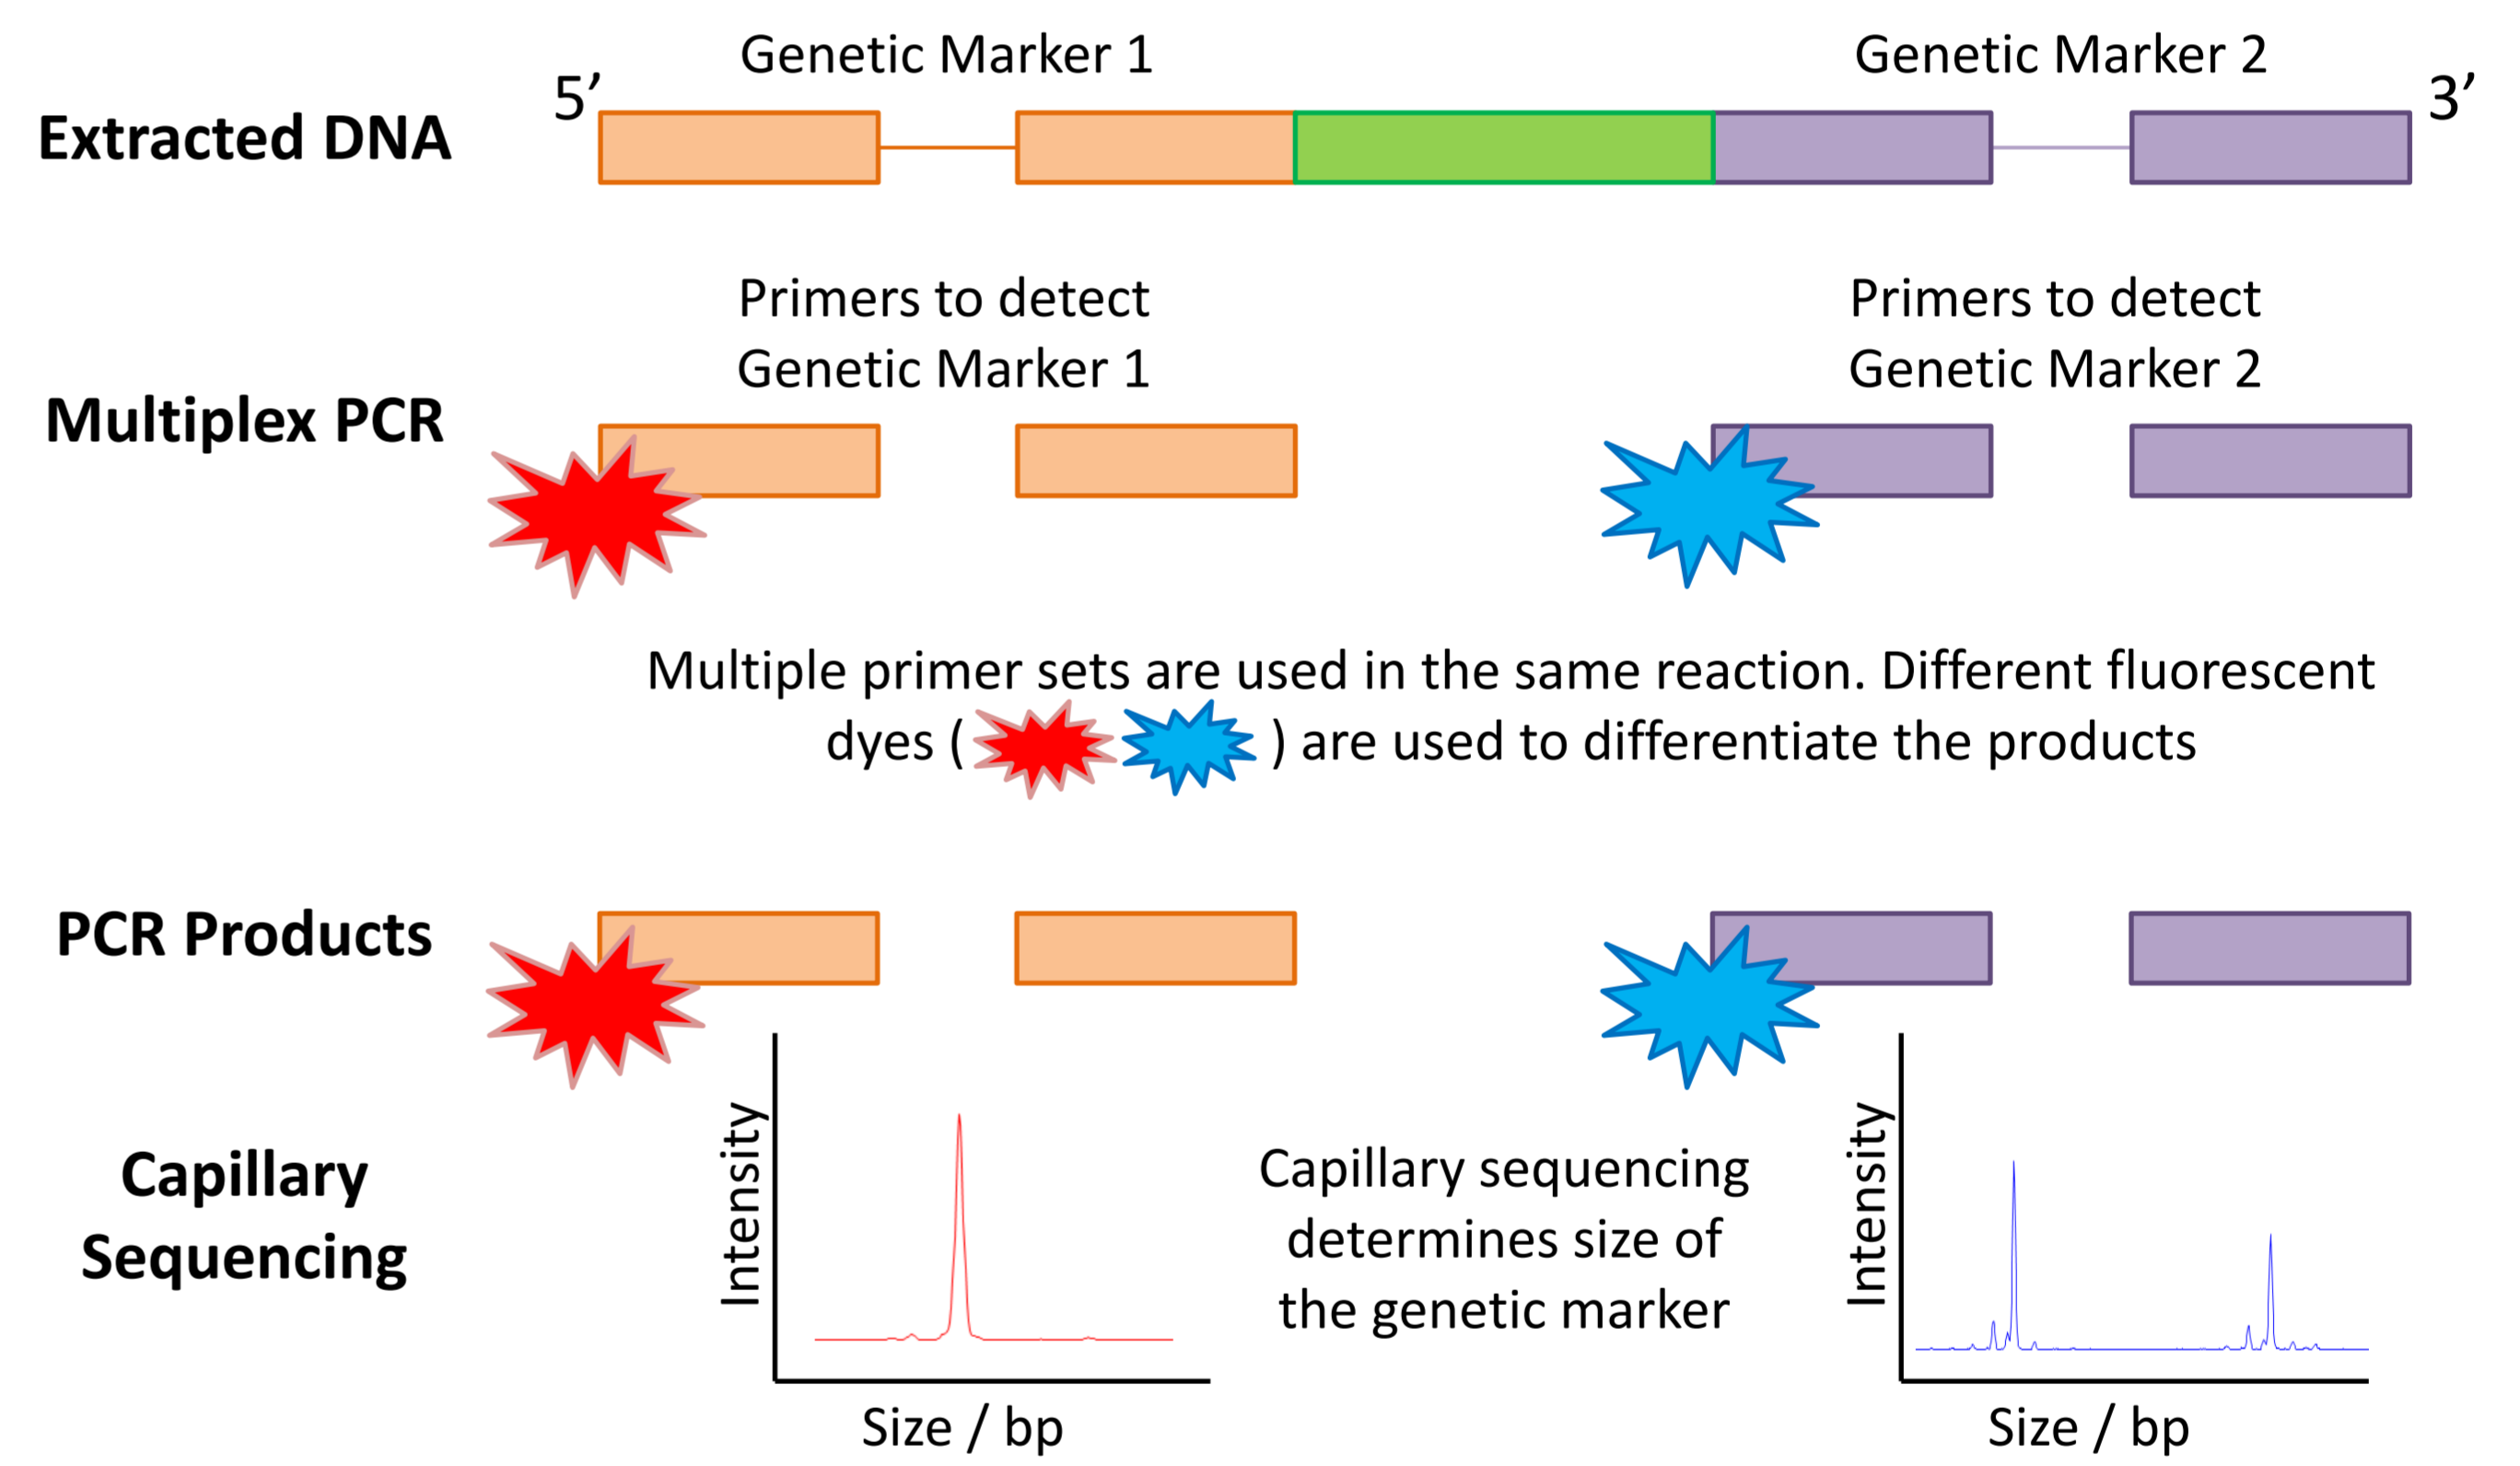 Genetic Marker 1
Genetic Marker 2
5′
3′
Extracted DNA
Primers to detect
Genetic Marker 1
Primers to detect
Genetic Marker 2
Multiplex PCR
Multiple primer sets are used in the same reaction. Different fluorescent
dyes ( ) are used to differentiate the products
PCR Products
Capillary
Sequencing
Intensity
Size / bp
Capillary sequencing
determines size of
the genetic marker
Intensity
Size / bp